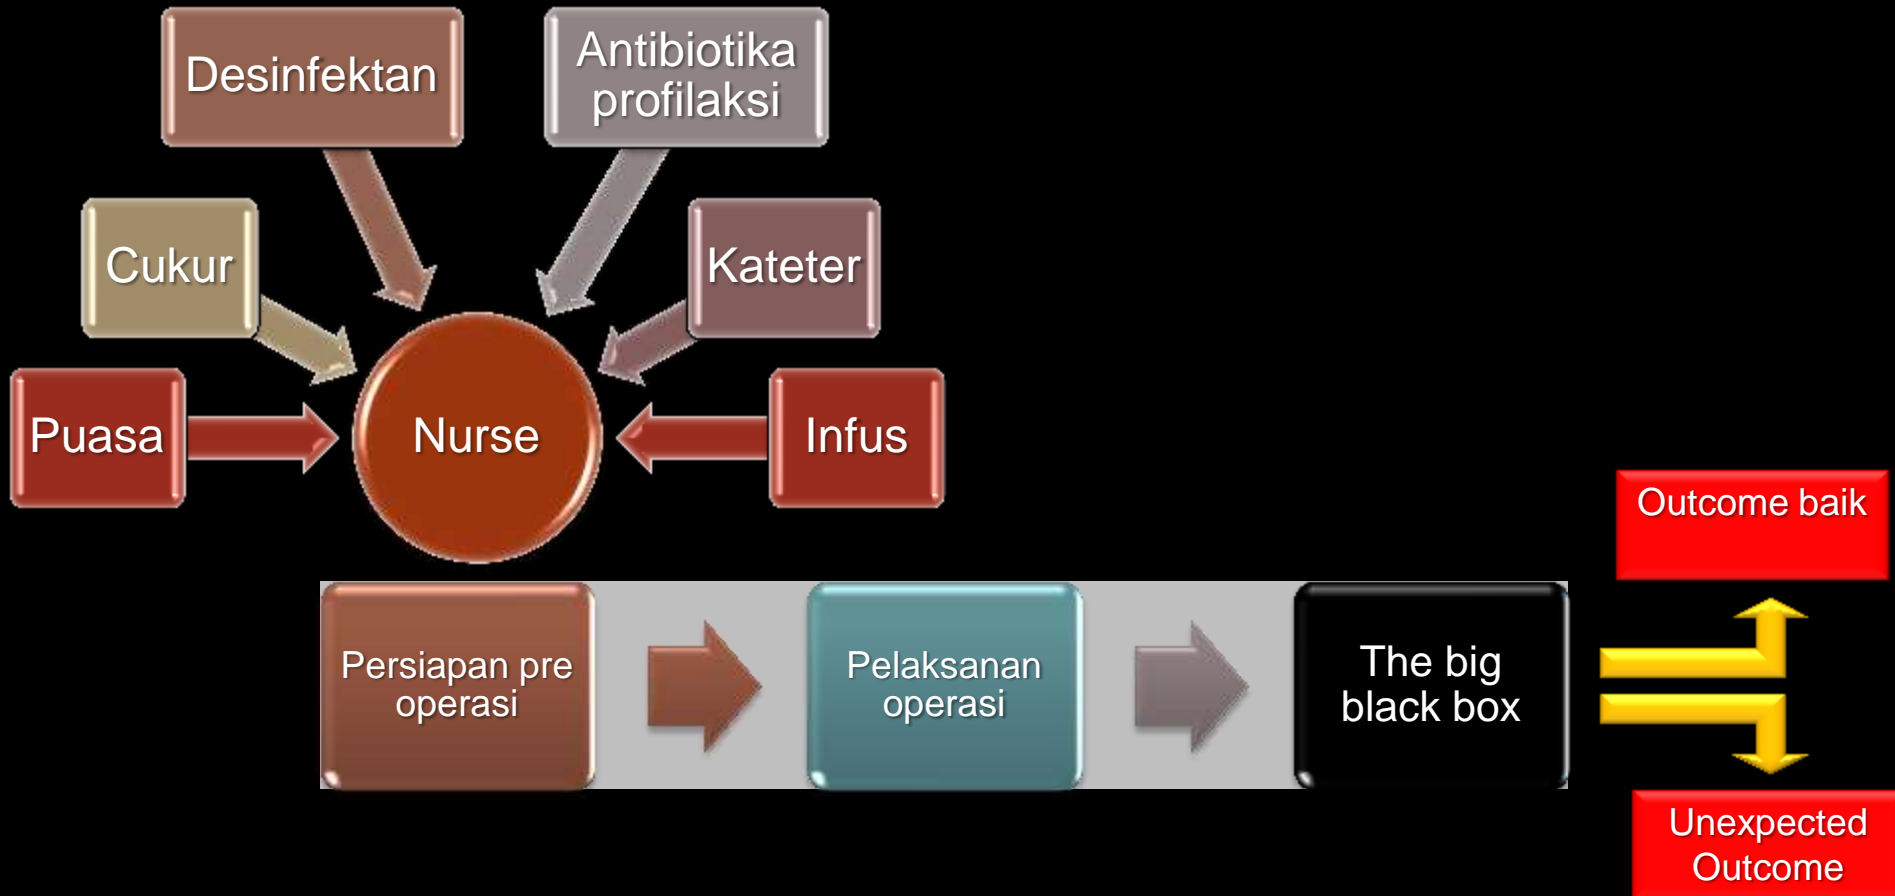 Desinfektan
Antibiotika
profilaksi
Cukur
Kateter
Puasa
Nurse
Infus
Outcome baik
Persiapan pre
operasi
Pelaksanan
operasi
The big
black box
Unexpected
Outcome